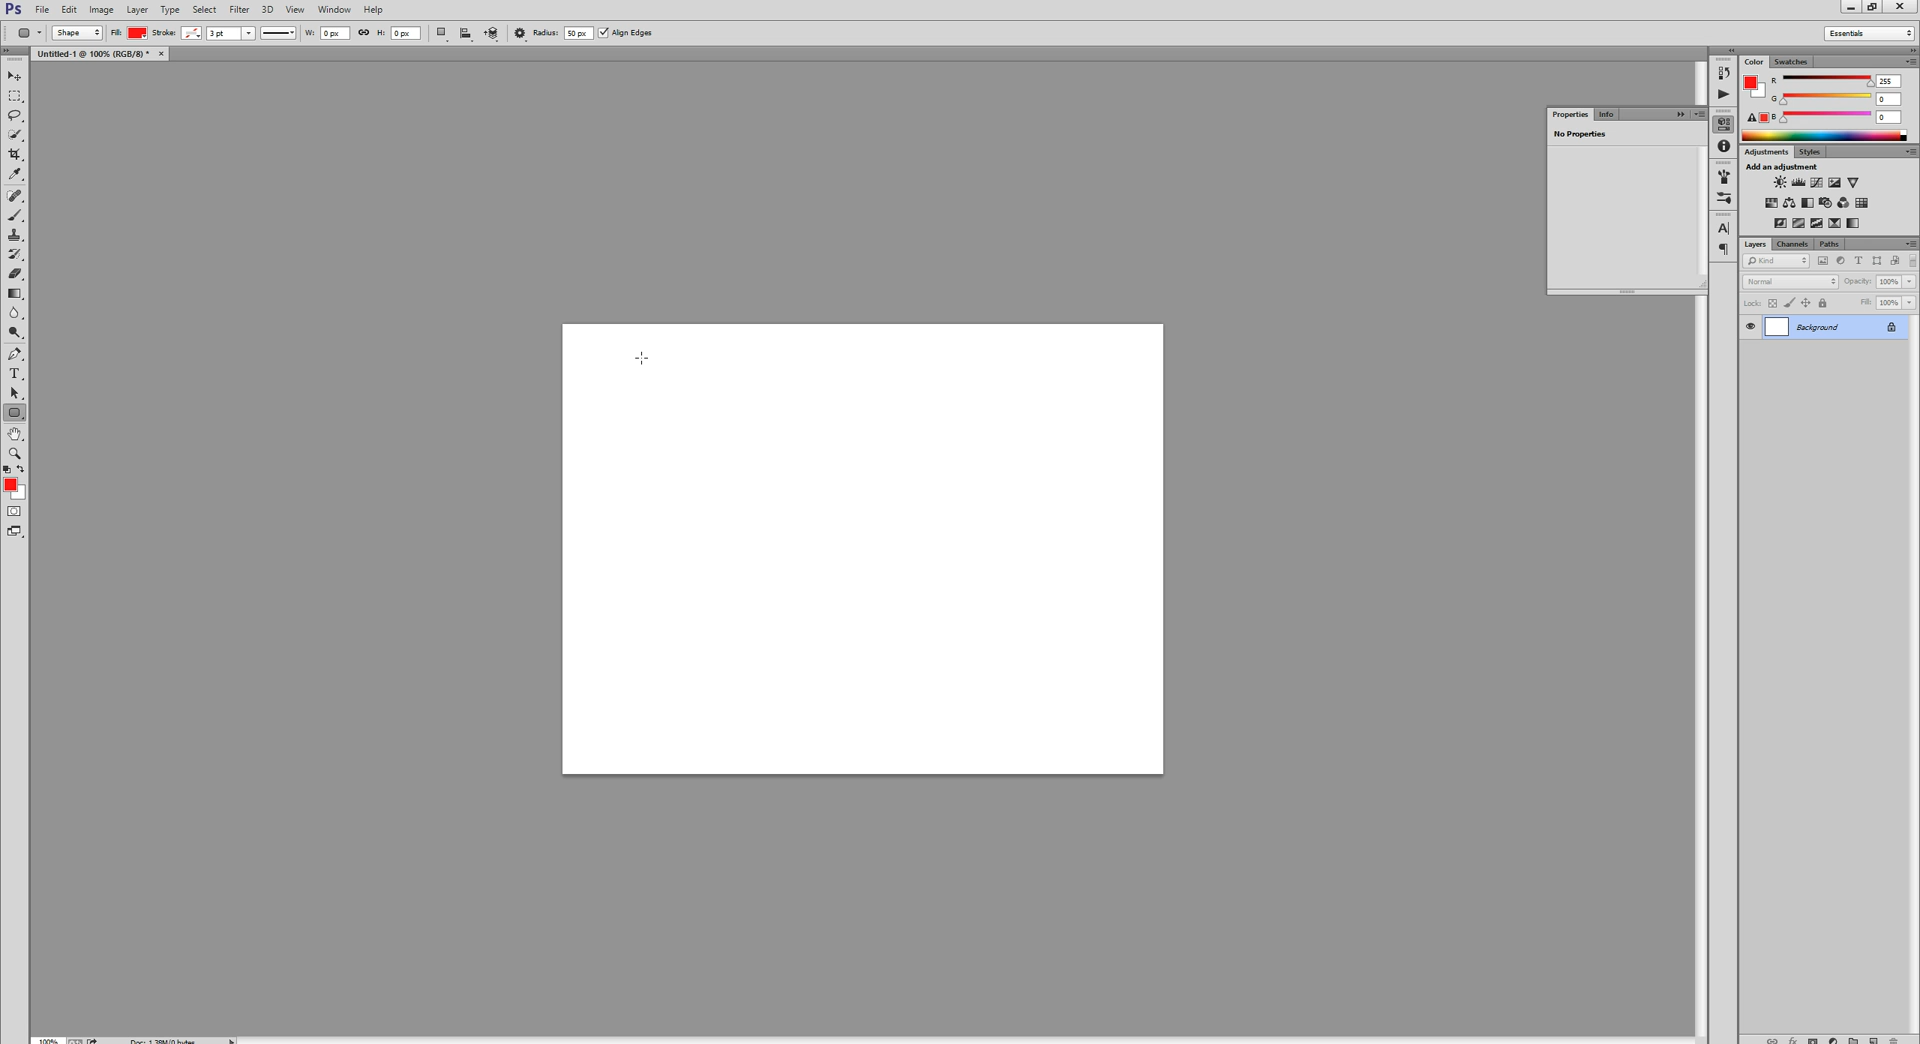 Ps File Edit Image Layer Type Select Filter 3D View Window Help
Shape Fill: Stroke: 3 pt W: 0 px H: 0 px Radius: 50 px Align Edges Essentials
Untitled-1 @ 100% (RGB/8) * ×
Color Swatches
R 255
G 0
B 0
Properties Info
No Properties
Adjustments Styles
Add an adjustment
Layers Channels Paths
Kind
Normal Opacity: 100%
Lock: Fill: 100%
Background
100% Doc: 1.38M/0 bytes